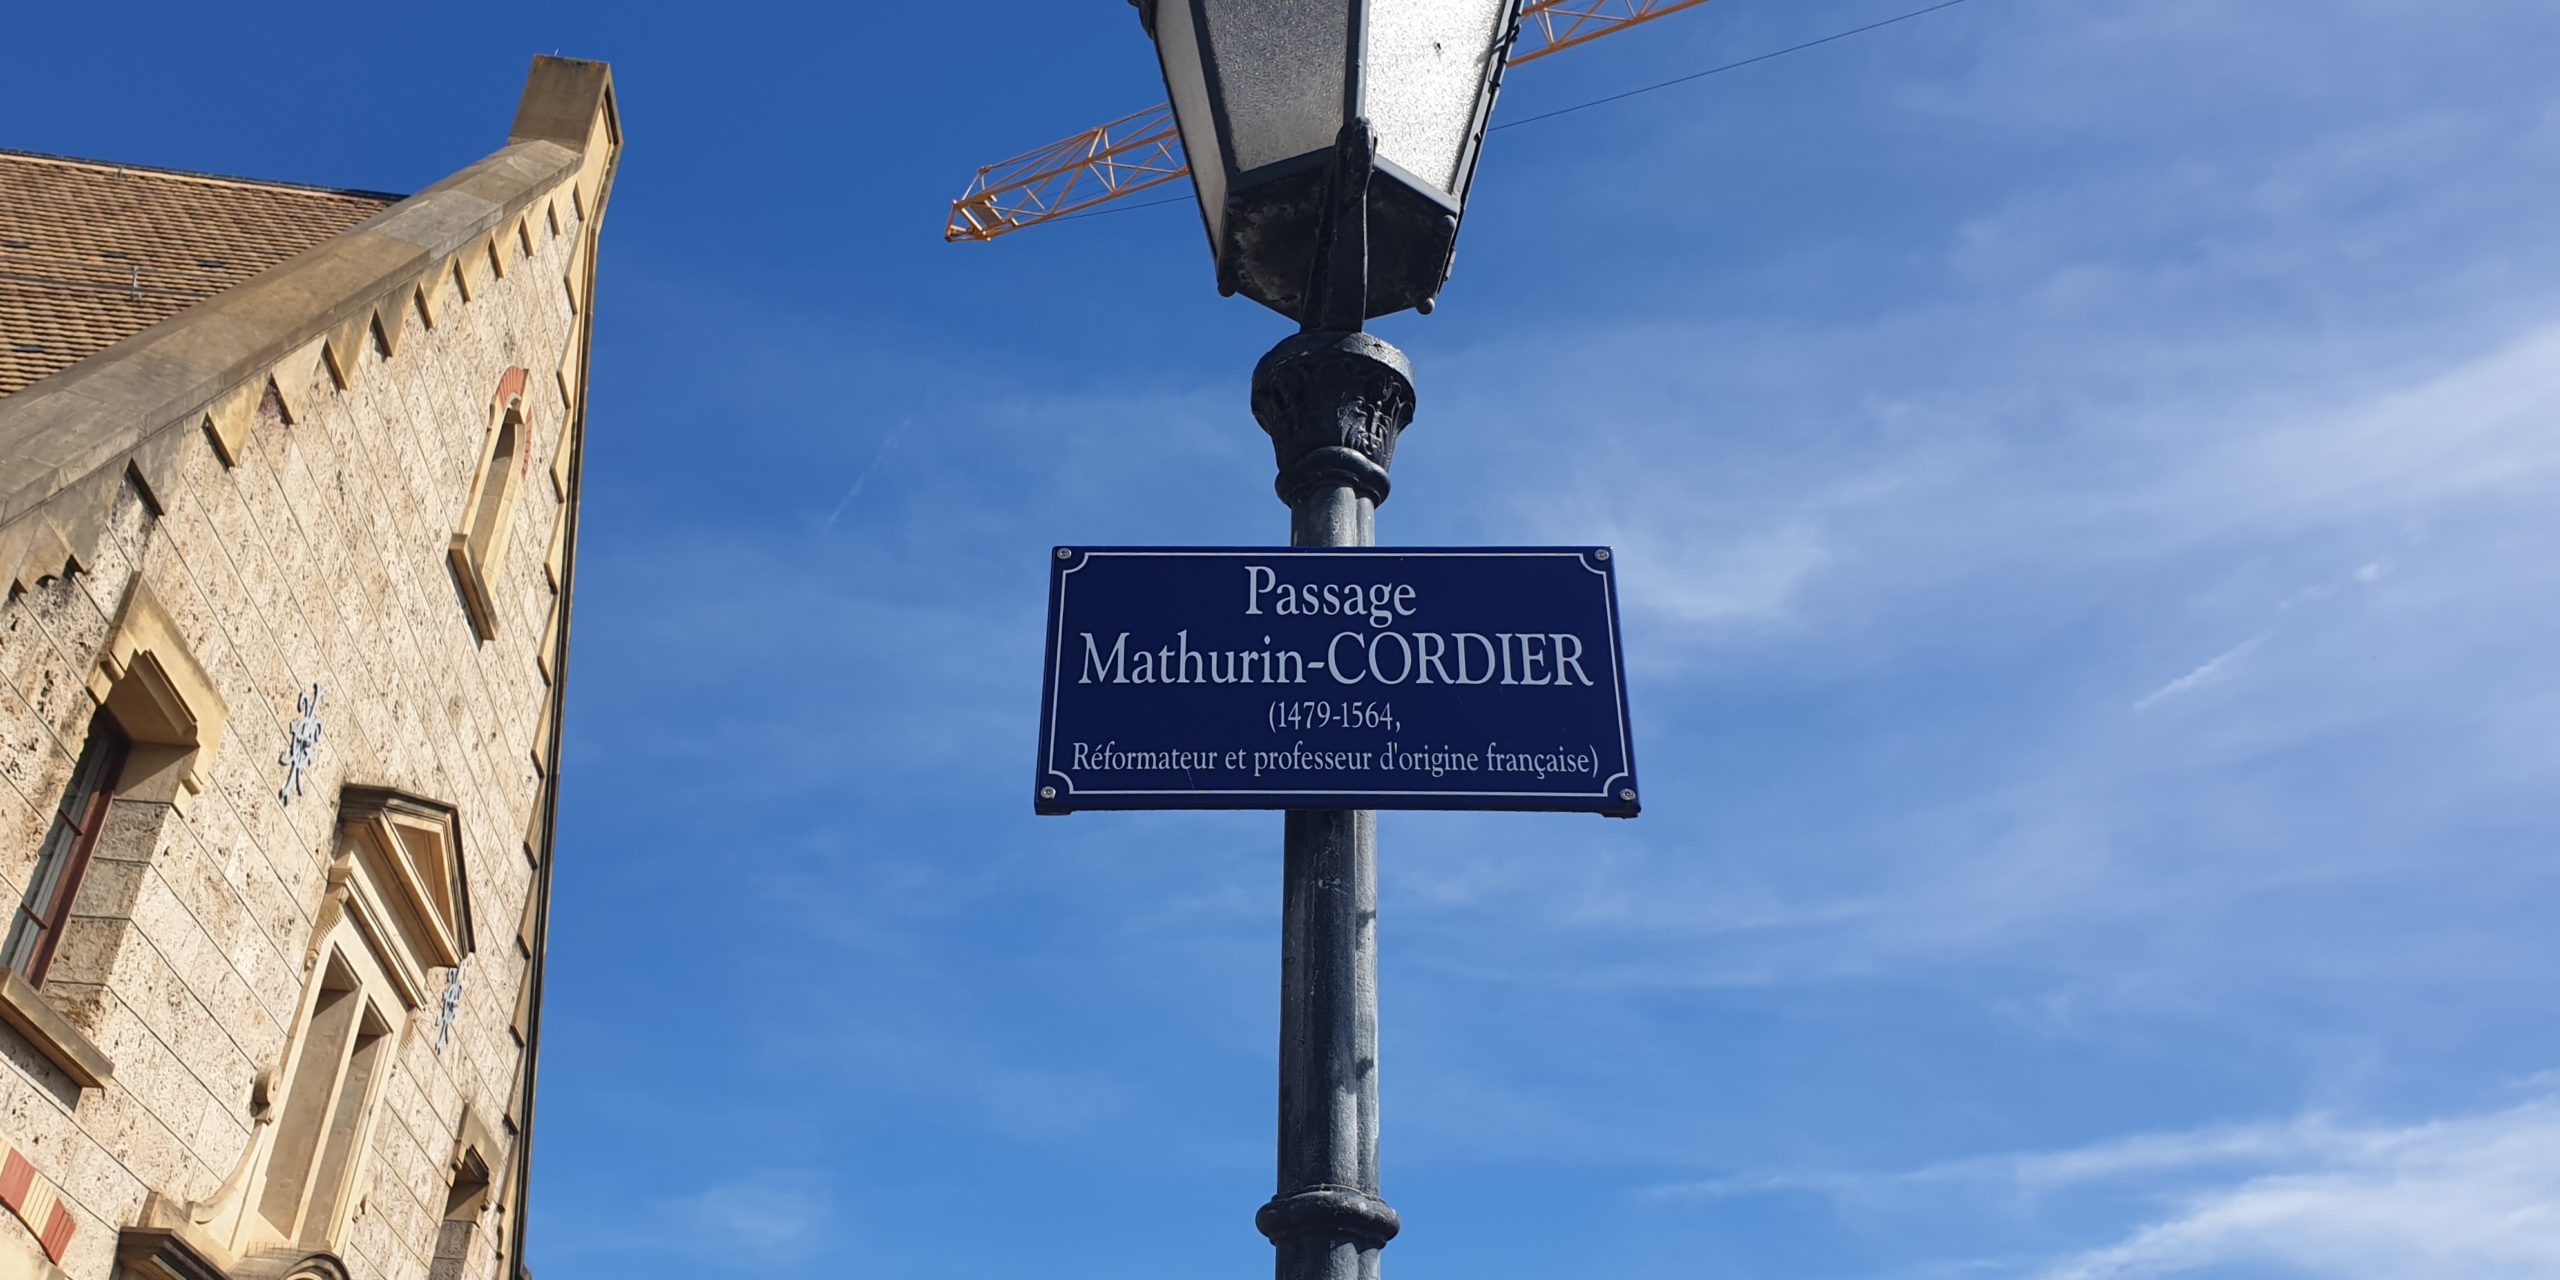 Passage
Mathurin-CORDIER
(1479-1564,
Réformateur et professeur d'origine française)